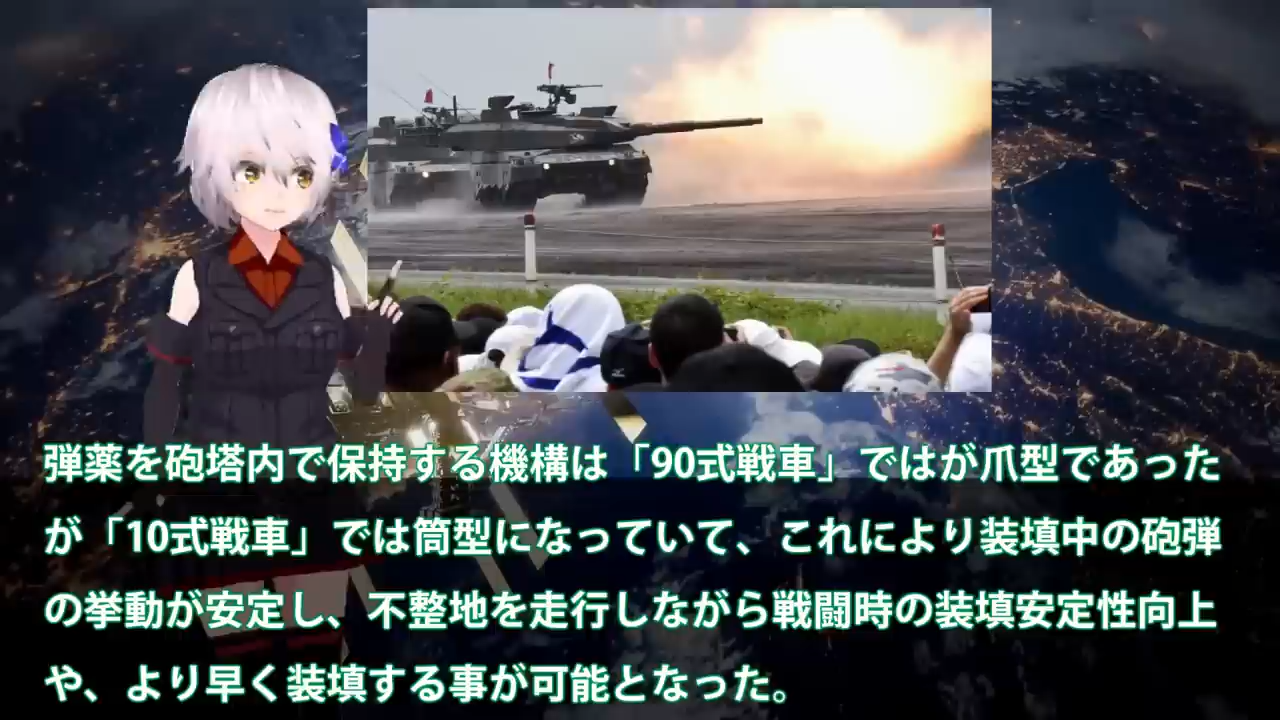 弾薬を砲塔内で保持する機構は「90式戦車」ではが爪型であった
が「10式戦車」では筒型になっていて、これにより装填中の砲弾
の挙動が安定し、不整地を走行しながら戦闘時の装填安定性向上
や、より早く装填する事が可能となった。